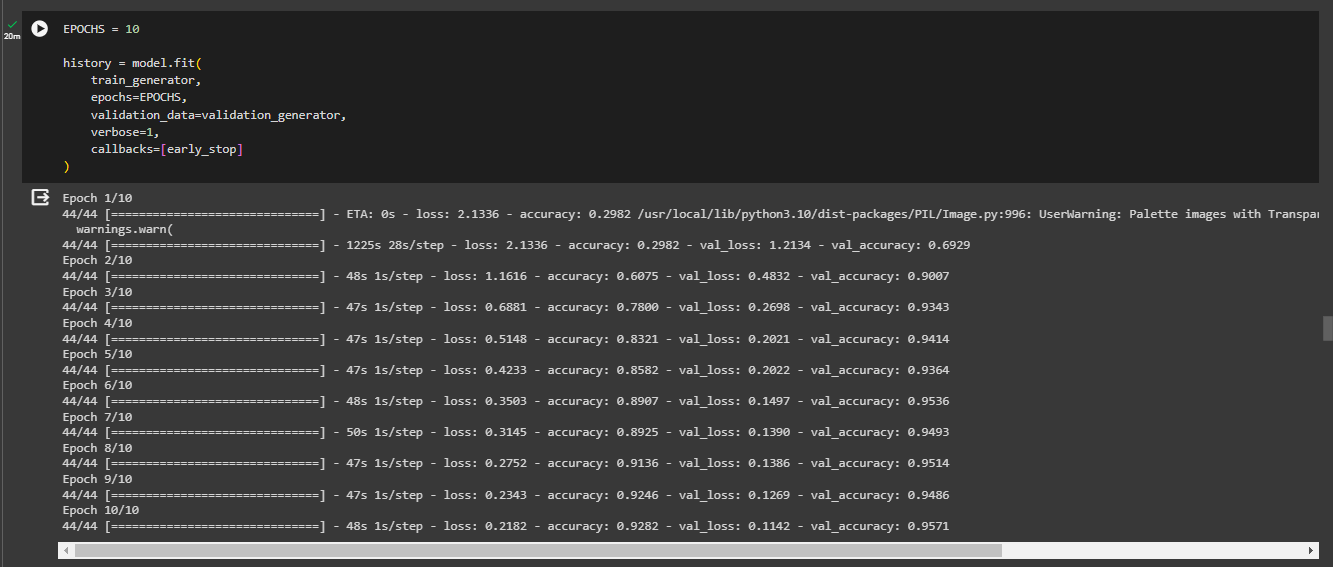 20m
EPOCHS = 10
history = model.fit(
train_generator,
epochs=EPOCHS,
validation_data=validation_generator,
verbose=1,
callbacks=[early_stop]
)
Epoch 1/10
44/44 [==============================] - ETA: 0s - loss: 2.1336 - accuracy: 0.2982 /usr/local/lib/python3.10/dist-packages/PIL/Image.py:996: UserWarning: Palette images with Transpar
warnings.warn(
44/44 [==============================] - 1225s 28s/step - loss: 2.1336 - accuracy: 0.2982 - val_loss: 1.2134 - val_accuracy: 0.6929
Epoch 2/10
44/44 [==============================] - 48s 1s/step - loss: 1.1616 - accuracy: 0.6075 - val_loss: 0.4832 - val_accuracy: 0.9007
Epoch 3/10
44/44 [==============================] - 47s 1s/step - loss: 0.6881 - accuracy: 0.7800 - val_loss: 0.2698 - val_accuracy: 0.9343
Epoch 4/10
44/44 [==============================] - 47s 1s/step - loss: 0.5148 - accuracy: 0.8321 - val_loss: 0.2021 - val_accuracy: 0.9414
Epoch 5/10
44/44 [==============================] - 47s 1s/step - loss: 0.4233 - accuracy: 0.8582 - val_loss: 0.2022 - val_accuracy: 0.9364
Epoch 6/10
44/44 [==============================] - 48s 1s/step - loss: 0.3503 - accuracy: 0.8907 - val_loss: 0.1497 - val_accuracy: 0.9536
Epoch 7/10
44/44 [==============================] - 50s 1s/step - loss: 0.3145 - accuracy: 0.8925 - val_loss: 0.1390 - val_accuracy: 0.9493
Epoch 8/10
44/44 [==============================] - 47s 1s/step - loss: 0.2752 - accuracy: 0.9136 - val_loss: 0.1386 - val_accuracy: 0.9514
Epoch 9/10
44/44 [==============================] - 47s 1s/step - loss: 0.2343 - accuracy: 0.9246 - val_loss: 0.1269 - val_accuracy: 0.9486
Epoch 10/10
44/44 [==============================] - 48s 1s/step - loss: 0.2182 - accuracy: 0.9282 - val_loss: 0.1142 - val_accuracy: 0.9571